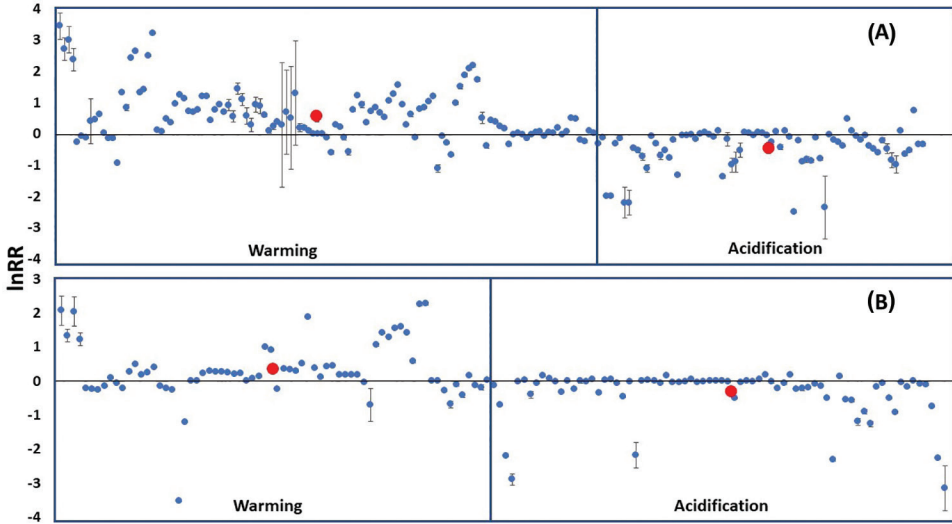 4
(A)
3
2
1
0
-1
-2
-3
Warming
Acidification
-4
lnRR
3
(B)
2
1
0
-1
-2
-3
Warming
Acidification
-4